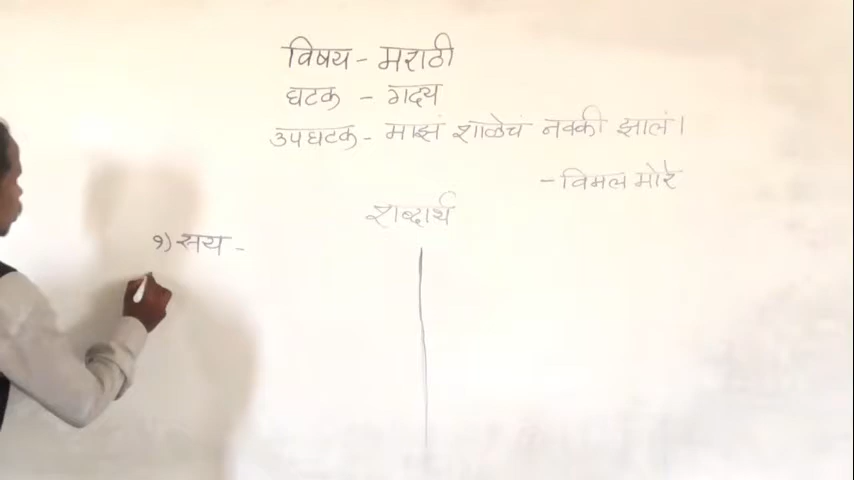 विषय - मराठी
घटक - गद्य
उपघटक - माझं शाळेचं नक्की झालं।
- विमल मोरे
शब्दार्थ
१) सय -